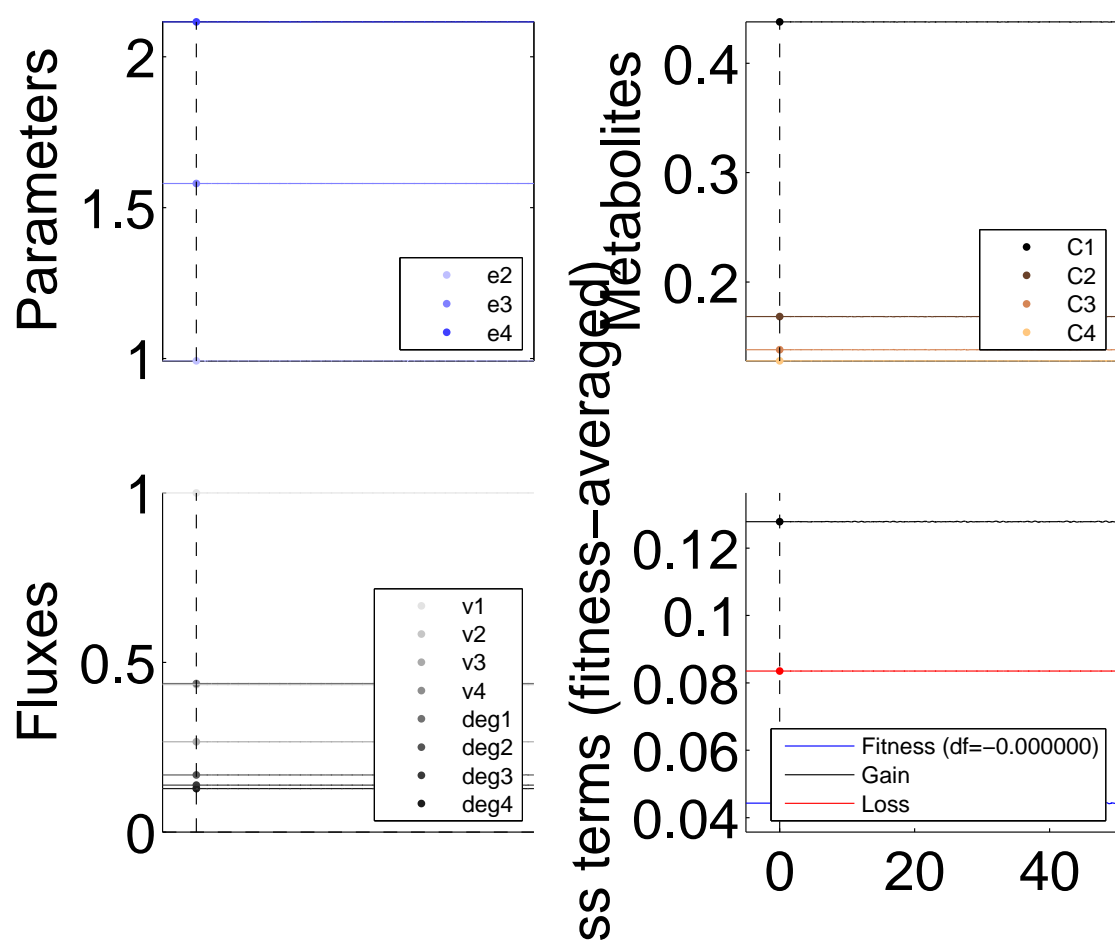 Parameters
2
1.5
1
e2
e3
e4
Metabolites
0.4
0.3
0.2
C1
C2
C3
C4
Fluxes
1
0.5
0
v1
v2
v3
v4
deg1
deg2
deg3
deg4
ss terms (fitness−averaged)
0.12
0.1
0.08
0.06
0.04
Fitness (df=−0.000000)
Gain
Loss
0 20 40